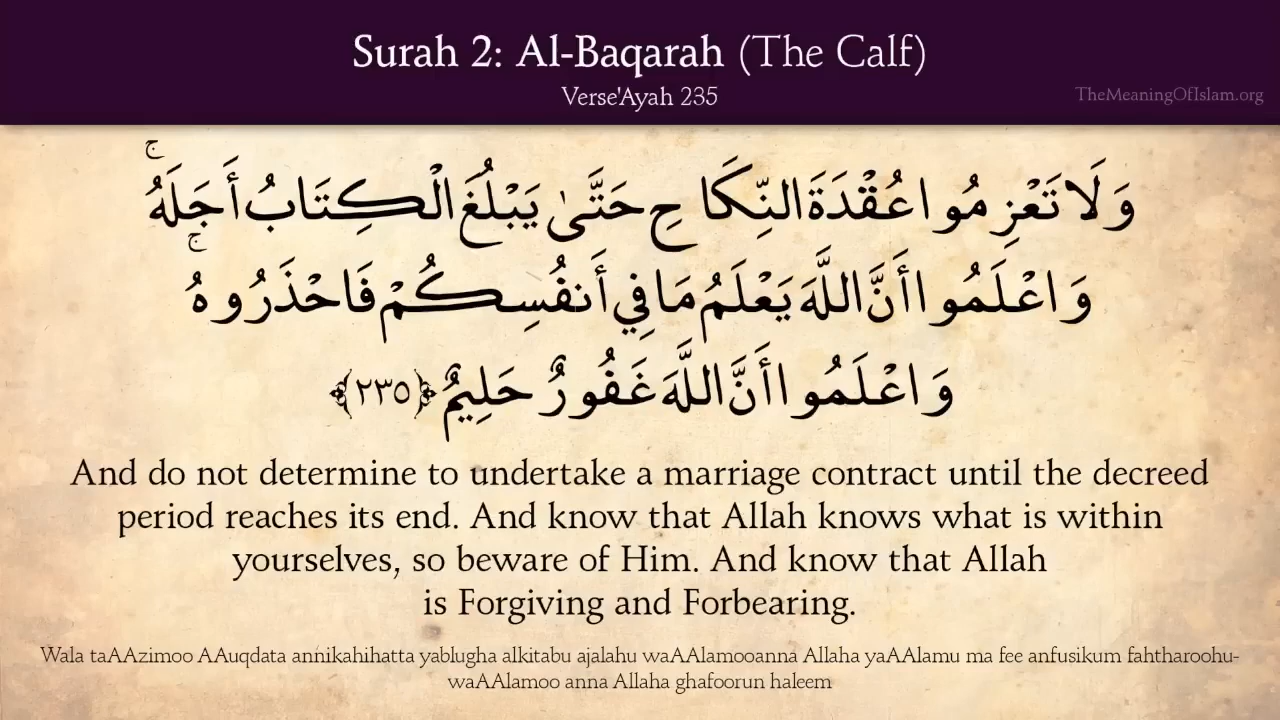 Surah 2: Al-Baqarah (The Calf)
Verse'Ayah 235
TheMeaningOfIslam.org
وَلَا تَعْزِمُوا عُقْدَةَ النِّكَاحِ حَتَّىٰ يَبْلُغَ الْكِتَابُ أَجَلَهُ ۚ
وَاعْلَمُوا أَنَّ اللَّهَ يَعْلَمُ مَا فِي أَنفُسِكُمْ فَاحْذَرُوهُ ۚ
وَاعْلَمُوا أَنَّ اللَّهَ غَفُورٌ حَلِيمٌ ﴿٢٣٥﴾
And do not determine to undertake a marriage contract until the decreed
period reaches its end. And know that Allah knows what is within
yourselves, so beware of Him. And know that Allah
is Forgiving and Forbearing.
Wala taAAzimoo AAuqdata annikahihatta yablugha alkitabu ajalahu waAAlamooanna Allaha yaAAlamu ma fee anfusikum fahtharoohu-
waAAlamoo anna Allaha ghafoorun haleem